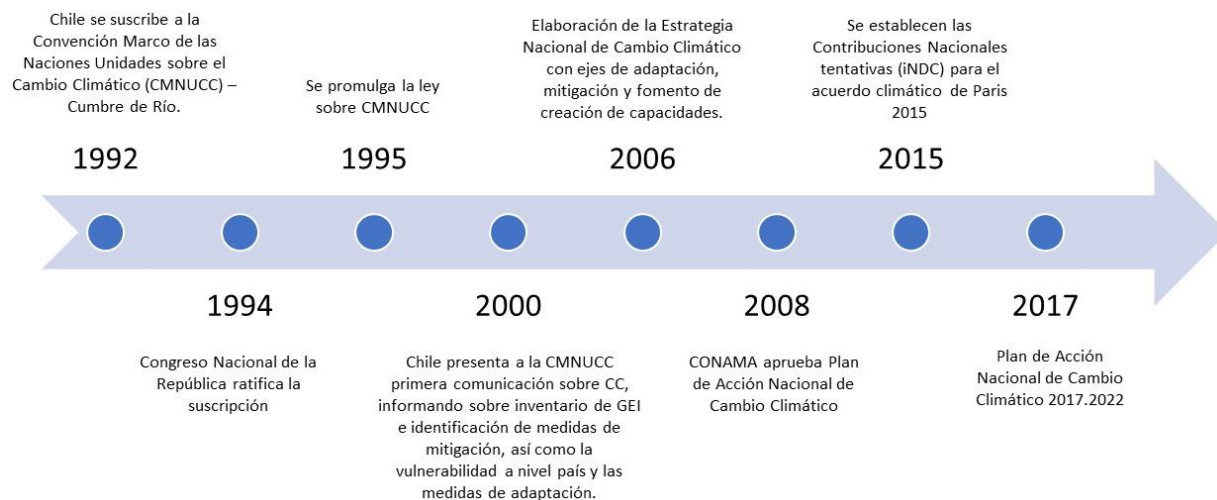 Chile se suscribe a la
Convención Marco de las
Naciones Unidas sobre el
Cambio Climático (CMNUCC) –
Cumbre de Río.
1992
Congreso Nacional de la
República ratifica la
suscripción
1994
Se promulga la ley
sobre CMNUCC
1995
2000
Chile presenta a la CMNUCC
primera comunicación sobre CC,
informando sobre inventario de GEI
e identificación de medidas de
mitigación, así como la
vulnerabilidad a nivel país y las
medidas de adaptación.
Elaboración de la Estrategia
Nacional de Cambio Climático
con ejes de adaptación,
mitigación y fomento de
creación de capacidades.
2006
2008
CONAMA aprueba Plan
de Acción Nacional de
Cambio Climático
Se establecen las
Contribuciones Nacionales
tentativas (iNDC) para el
acuerdo climático de Paris
2015
2015
2017
Plan de Acción
Nacional de Cambio
Climático 2017.2022